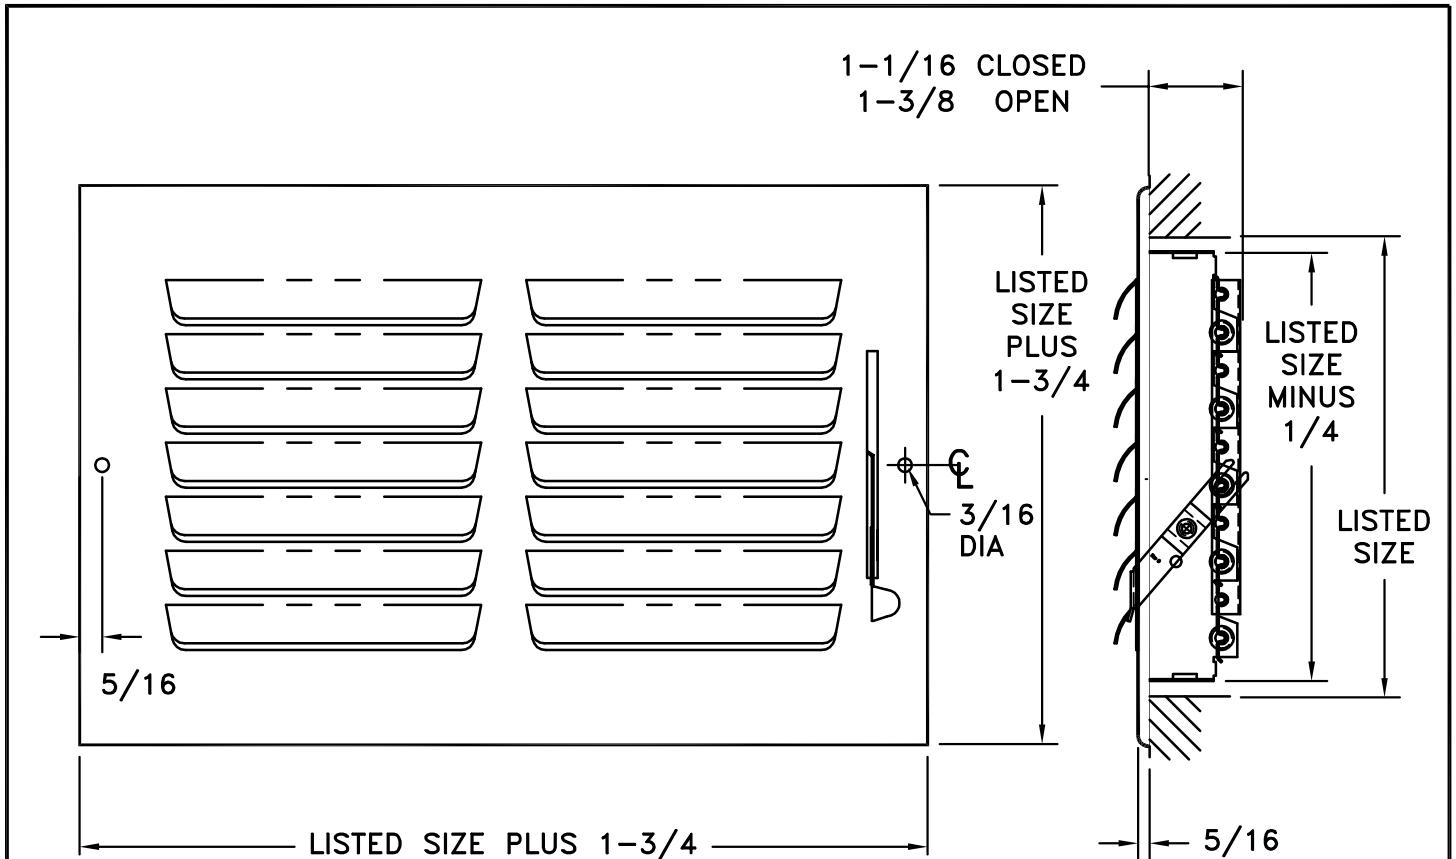 1-1/16 CLOSED
1-3/8 OPEN
LISTED
SIZE
PLUS
1-3/4
LISTED
SIZE
MINUS
1/4
LISTED
SIZE
℄
3/16
DIA
5/16
LISTED SIZE PLUS 1-3/4
5/16